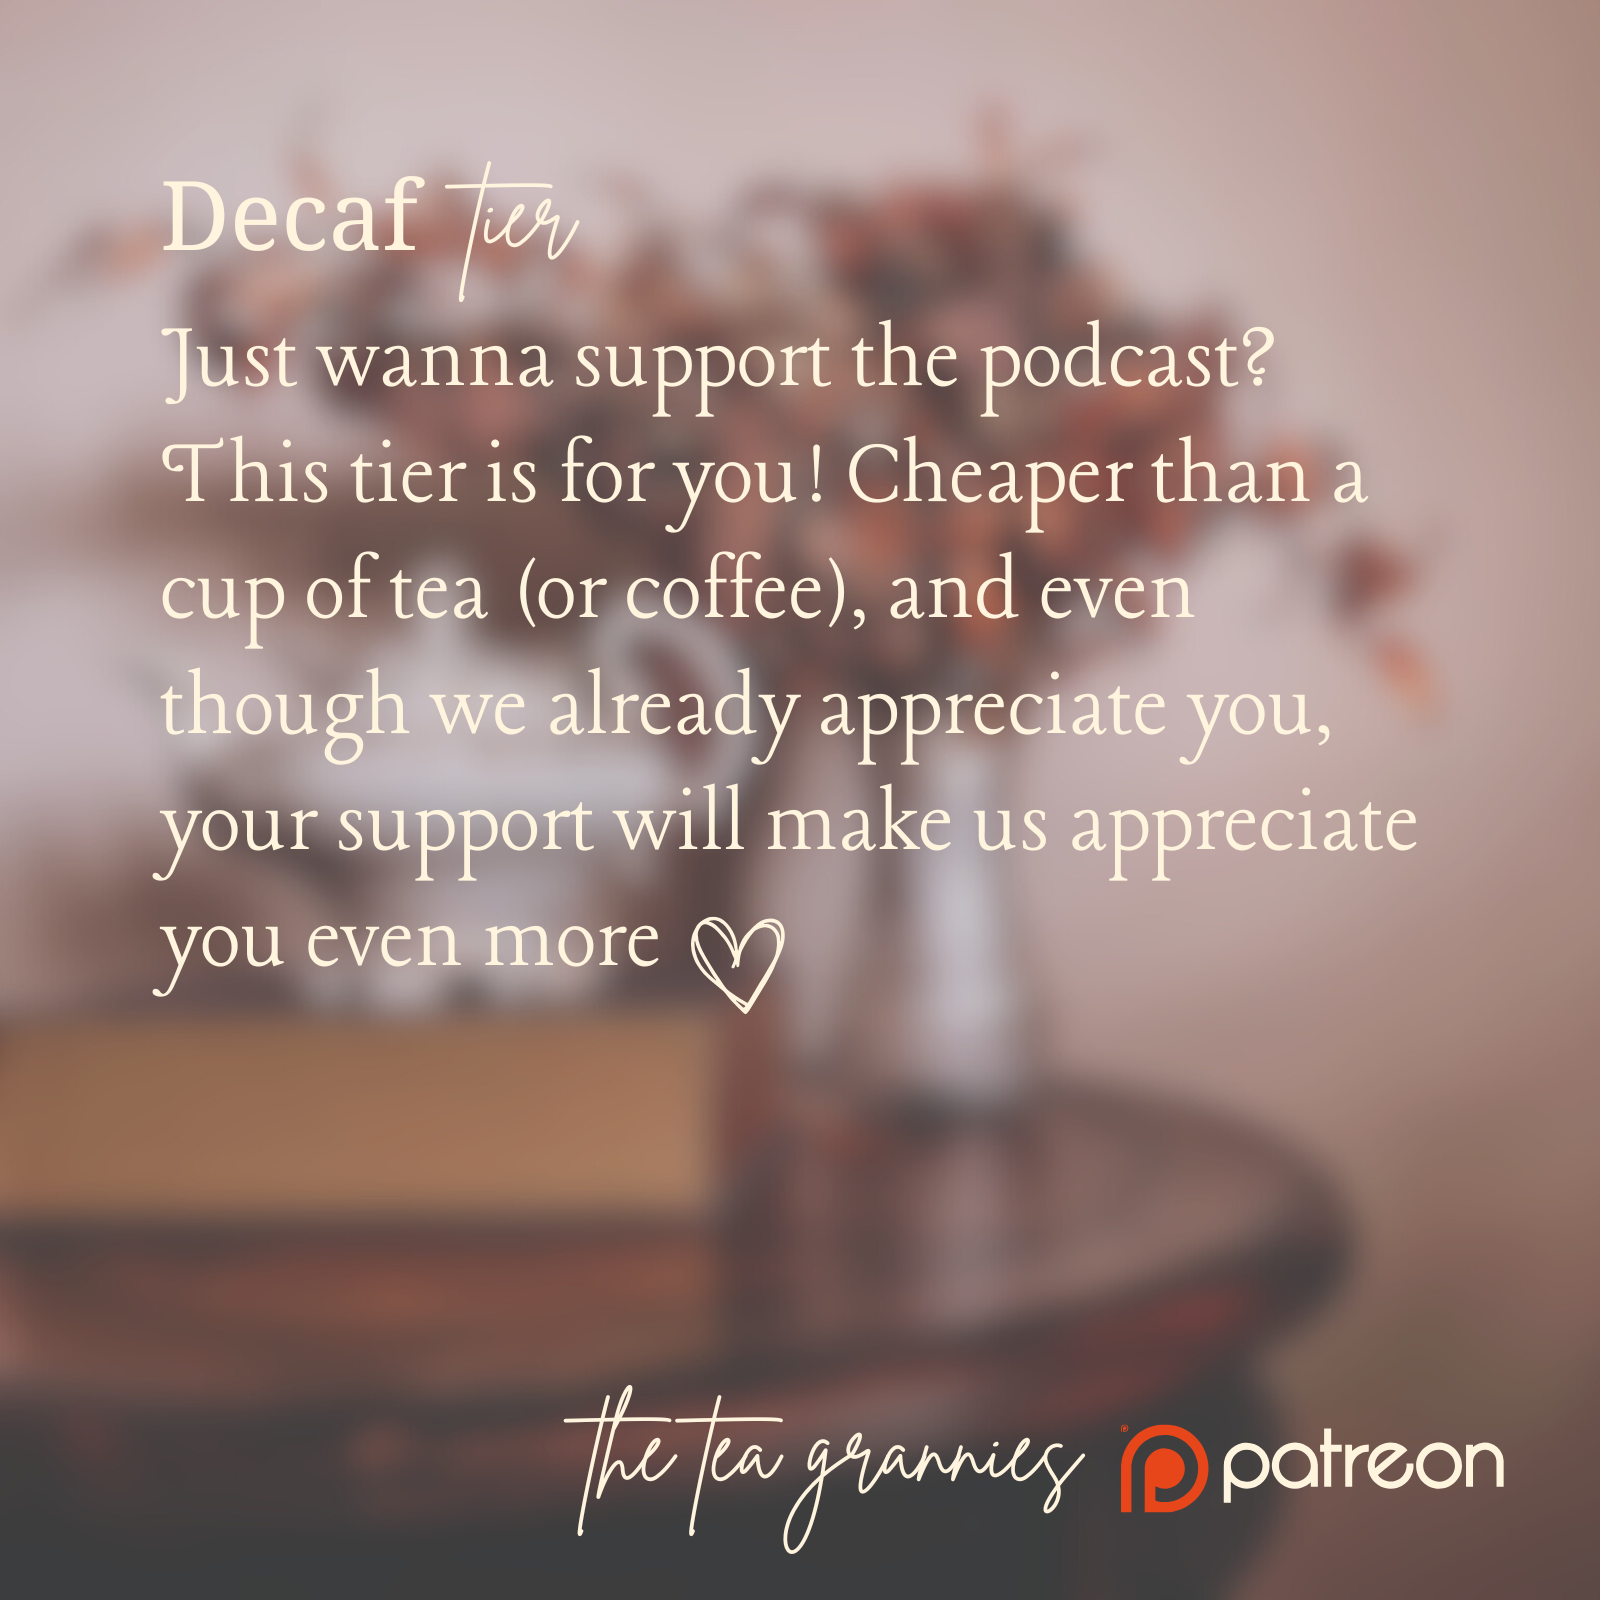 Decaf tier
Just wanna support the podcast?
This tier is for you! Cheaper than a
cup of tea (or coffee), and even
though we already appreciate you,
your support will make us appreciate
you even more
the tea grannies patreon